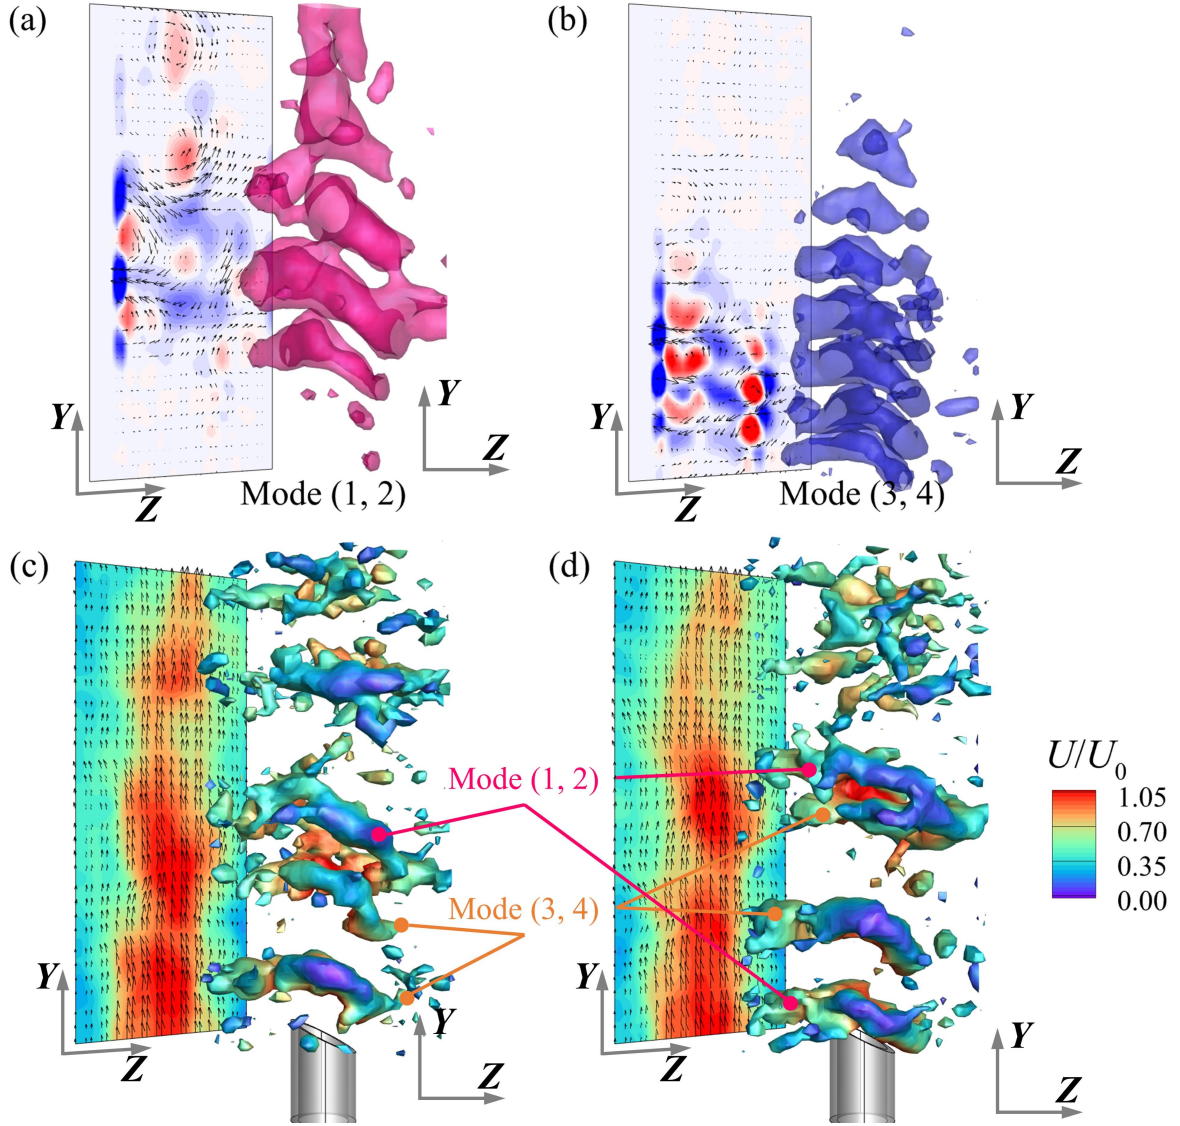 (a)
(b)
Y
Z
Y
Z
Mode (1, 2)
Y
Z
Y
Z
Mode (3, 4)
(c)
(d)
Mode (1, 2)
Mode (3, 4)
U/U0
1.05
0.70
0.35
0.00
Y
Z
Y
Z
Y
Z
Y
Z